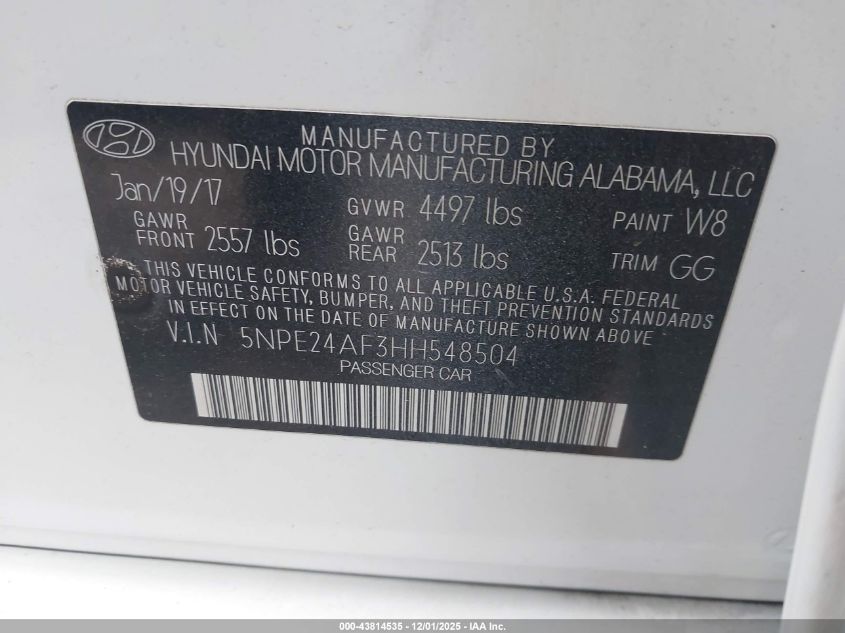 MANUFACTURED BY
HYUNDAI MOTOR MANUFACTURING ALABAMA, LLC
Jan/19/17 GVWR 4497 lbs PAINT W8
GAWR FRONT 2557 lbs GAWR REAR 2513 lbs TRIM GG
THIS VEHICLE CONFORMS TO ALL APPLICABLE U.S.A. FEDERAL
MOTOR VEHICLE SAFETY, BUMPER, AND THEFT PREVENTION STANDARDS
IN EFFECT ON THE DATE OF MANUFACTURE SHOWN ABOVE
V.I.N 5NPE24AF3HH548504
PASSENGER CAR
000-43814535 - 12/01/2025 - IAA Inc.